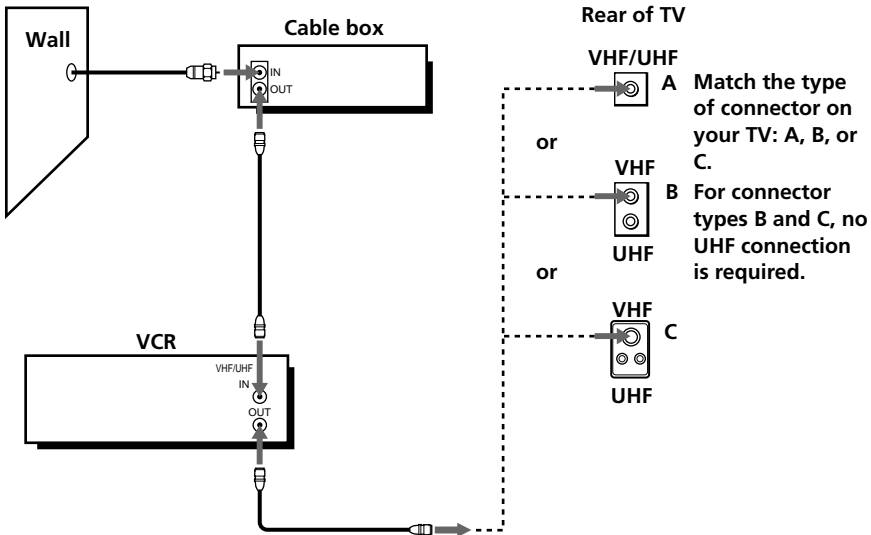 Wall
Cable box
IN
OUT
VCR
VHF/UHF
IN
OUT
Rear of TV
VHF/UHF
A
Match the type
of connector on
your TV: A, B, or
C.
or
VHF
B
For connector
types B and C, no
UHF connection
is required.
UHF
or
VHF
C
UHF